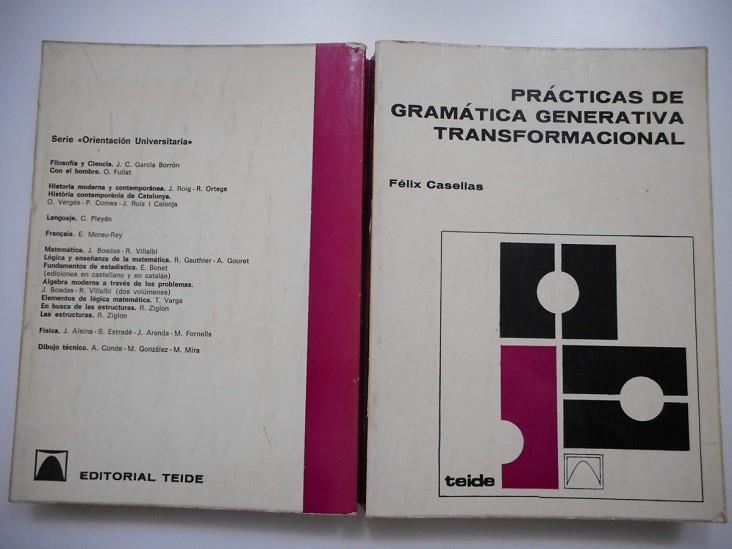 Serie «Orientación Universitaria»
Filosofía y Ciencia. J. C. García Borrón
Con el hombre. O. Fullat
Historia moderna y contemporánea. J. Roig - R. Ortega
Història contemporània de Catalunya.
O. Vergés - P. Comes - J. Ruiz i Calonja
Lenguaje. C. Pleyán
Français. E. Moreu-Rey
Matemática. J. Boadas - R. Villalbí
Lógica y enseñanza de la matemática. R. Gauthier - A. Gouret
Fundamentos de estadística. E. Bonet
(ediciones en castellano y en catalán)
Algebra moderna a través de los problemas.
J. Boadas - R. Villalbí (dos volúmenes)
Elementos de lógica matemática. T. Varga
En busca de las estructuras. R. Ziglon
Las estructuras. R. Ziglon
Física. J. Alsina - S. Estradé - J. Aranda - M. Fornells
Dibujo técnico. A. Conde - M. González - M. Mira
EDITORIAL TEIDE
PRÁCTICAS DE
GRAMÁTICA GENERATIVA
TRANSFORMACIONAL
Félix Casellas
teide